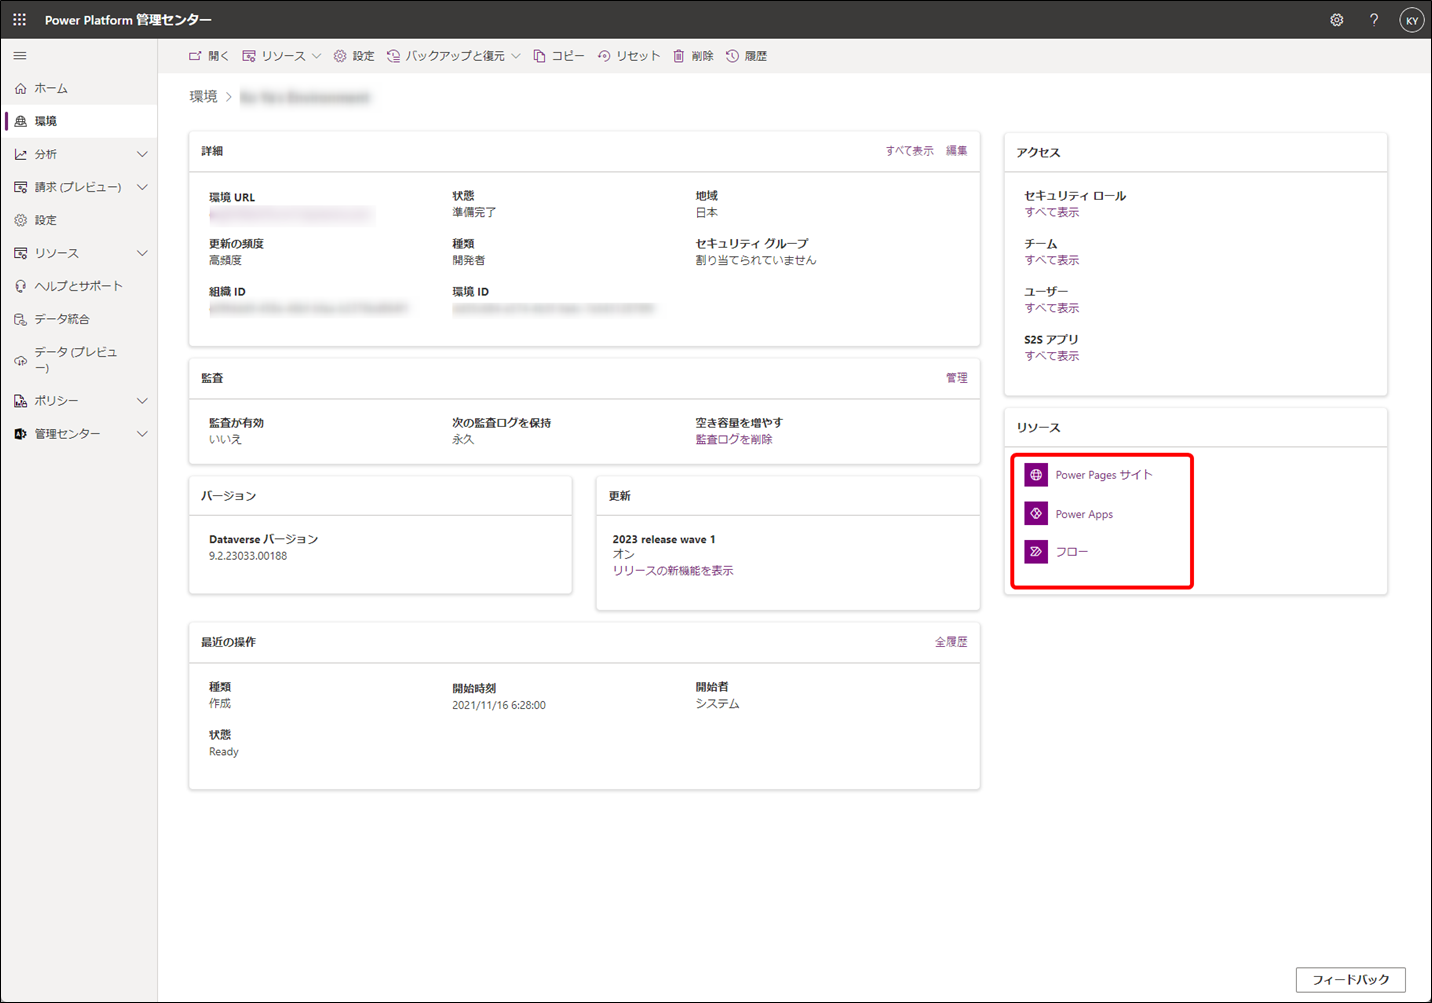 Power Platform 管理センター
KY
開く
リソース
設定
バックアップと復元
コピー
リセット
削除
履歴
ホーム
環境
分析
請求 (プレビュー)
設定
リソース
ヘルプとサポート
データ統合
データ (プレビュ
ー)
ポリシー
管理センター
環境 >
詳細
すべて表示 編集
環境 URL
状態
準備完了
地域
日本
更新の頻度
高頻度
種類
開発者
セキュリティ グループ
割り当てられていません
組織 ID
環境 ID
監査
管理
監査が有効
いいえ
次の監査ログを保持
永久
空き容量を増やす
監査ログを削除
バージョン
Dataverse バージョン
9.2.23033.00188
更新
2023 release wave 1
オン
リリースの新機能を表示
最近の操作
全履歴
種類
作成
開始時刻
2021/11/16 6:28:00
開始者
システム
状態
Ready
アクセス
セキュリティ ロール
すべて表示
チーム
すべて表示
ユーザー
すべて表示
S2S アプリ
すべて表示
リソース
Power Pages サイト
Power Apps
フロー
フィードバック